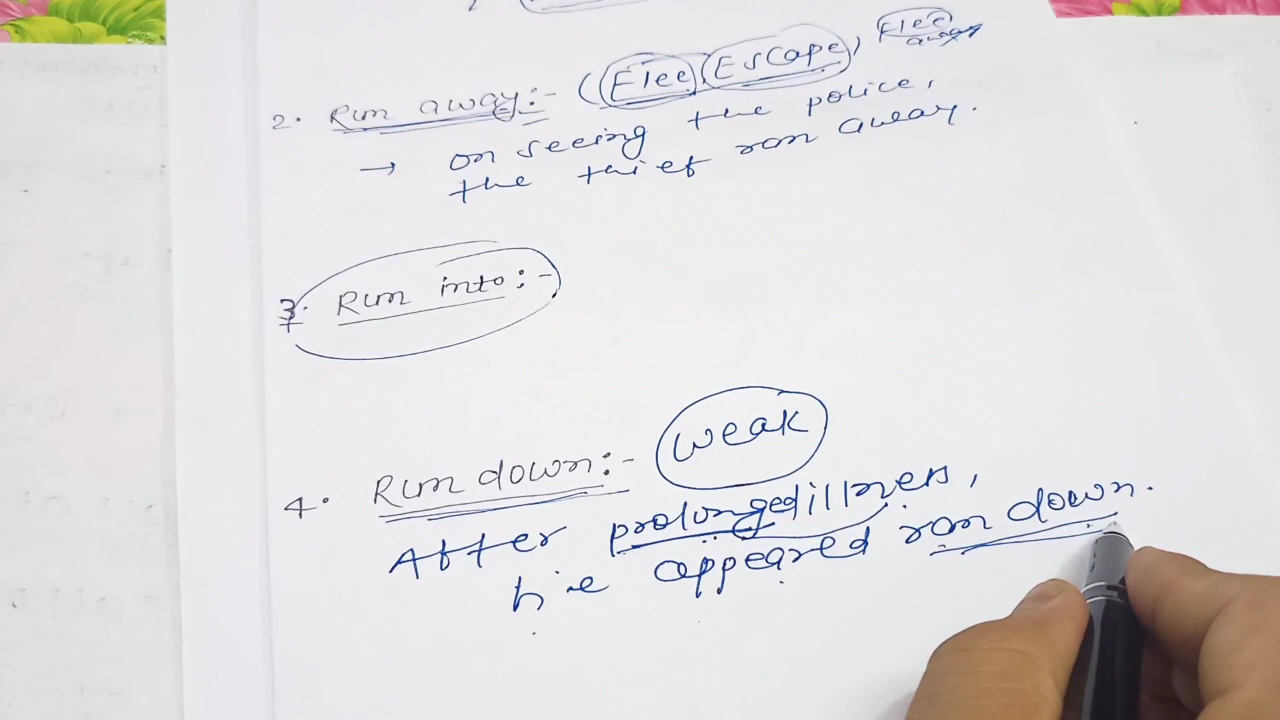 2. Run away:- (Flee, Escape, Flee away
→ on seeing the police,
the thief ran away.
3. Run into:-
4. Run down:- weak
After prolonged illness,
he appeared ran down.